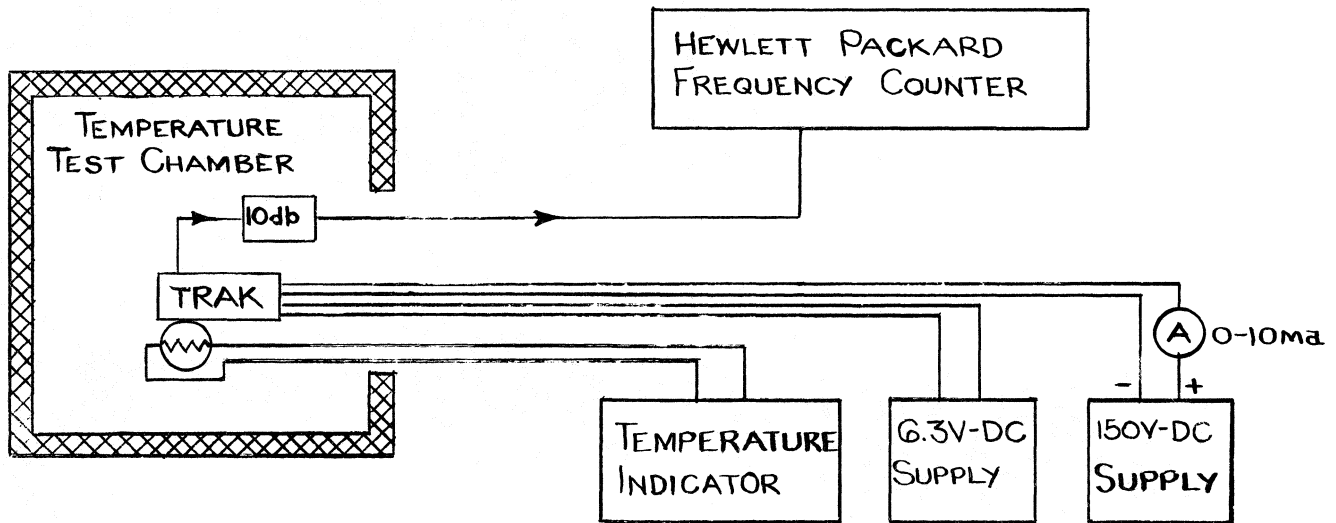 HEWLETT PACKARD
FREQUENCY COUNTER
TEMPERATURE
TEST CHAMBER
10db
TRAK
A
0-10ma
- +
TEMPERATURE
INDICATOR
6.3V-DC
SUPPLY
150V-DC
SUPPLY